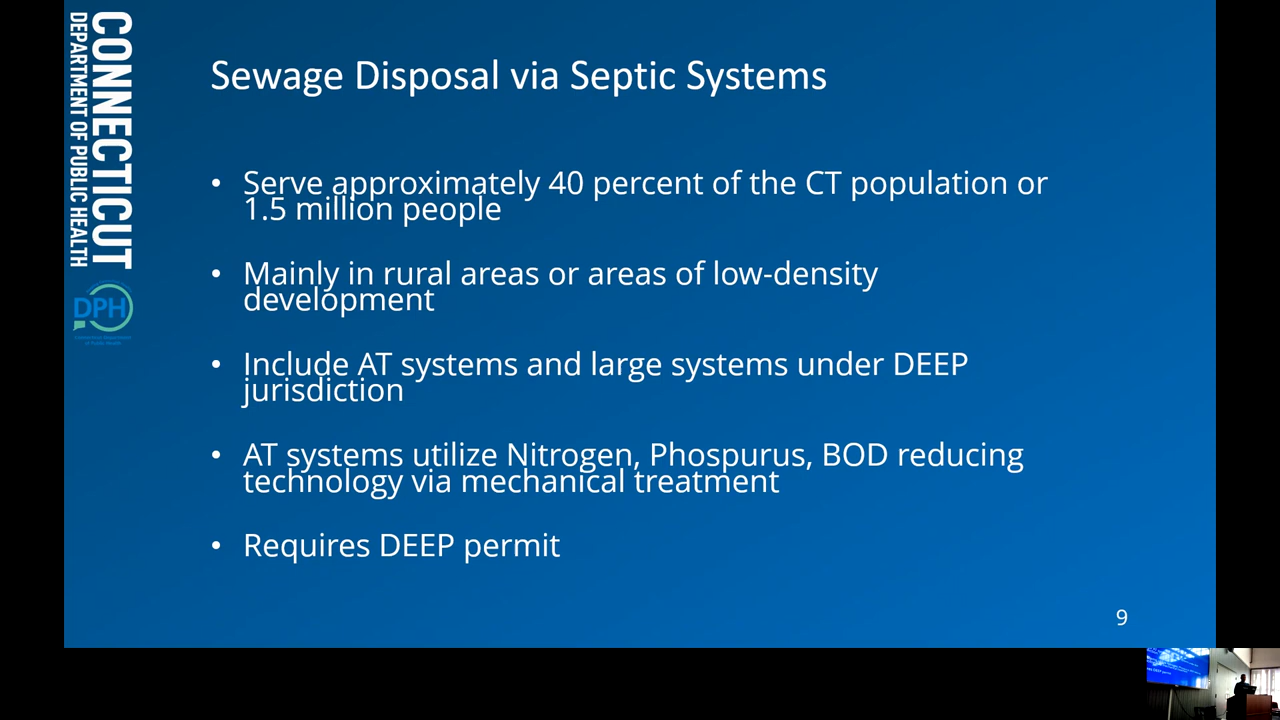 CONNECTICUT
DEPARTMENT OF PUBLIC HEALTH
DPH
Sewage Disposal via Septic Systems
• Serve approximately 40 percent of the CT population or
1.5 million people
• Mainly in rural areas or areas of low-density
development
• Include AT systems and large systems under DEEP
jurisdiction
• AT systems utilize Nitrogen, Phospurus, BOD reducing
technology via mechanical treatment
• Requires DEEP permit
9